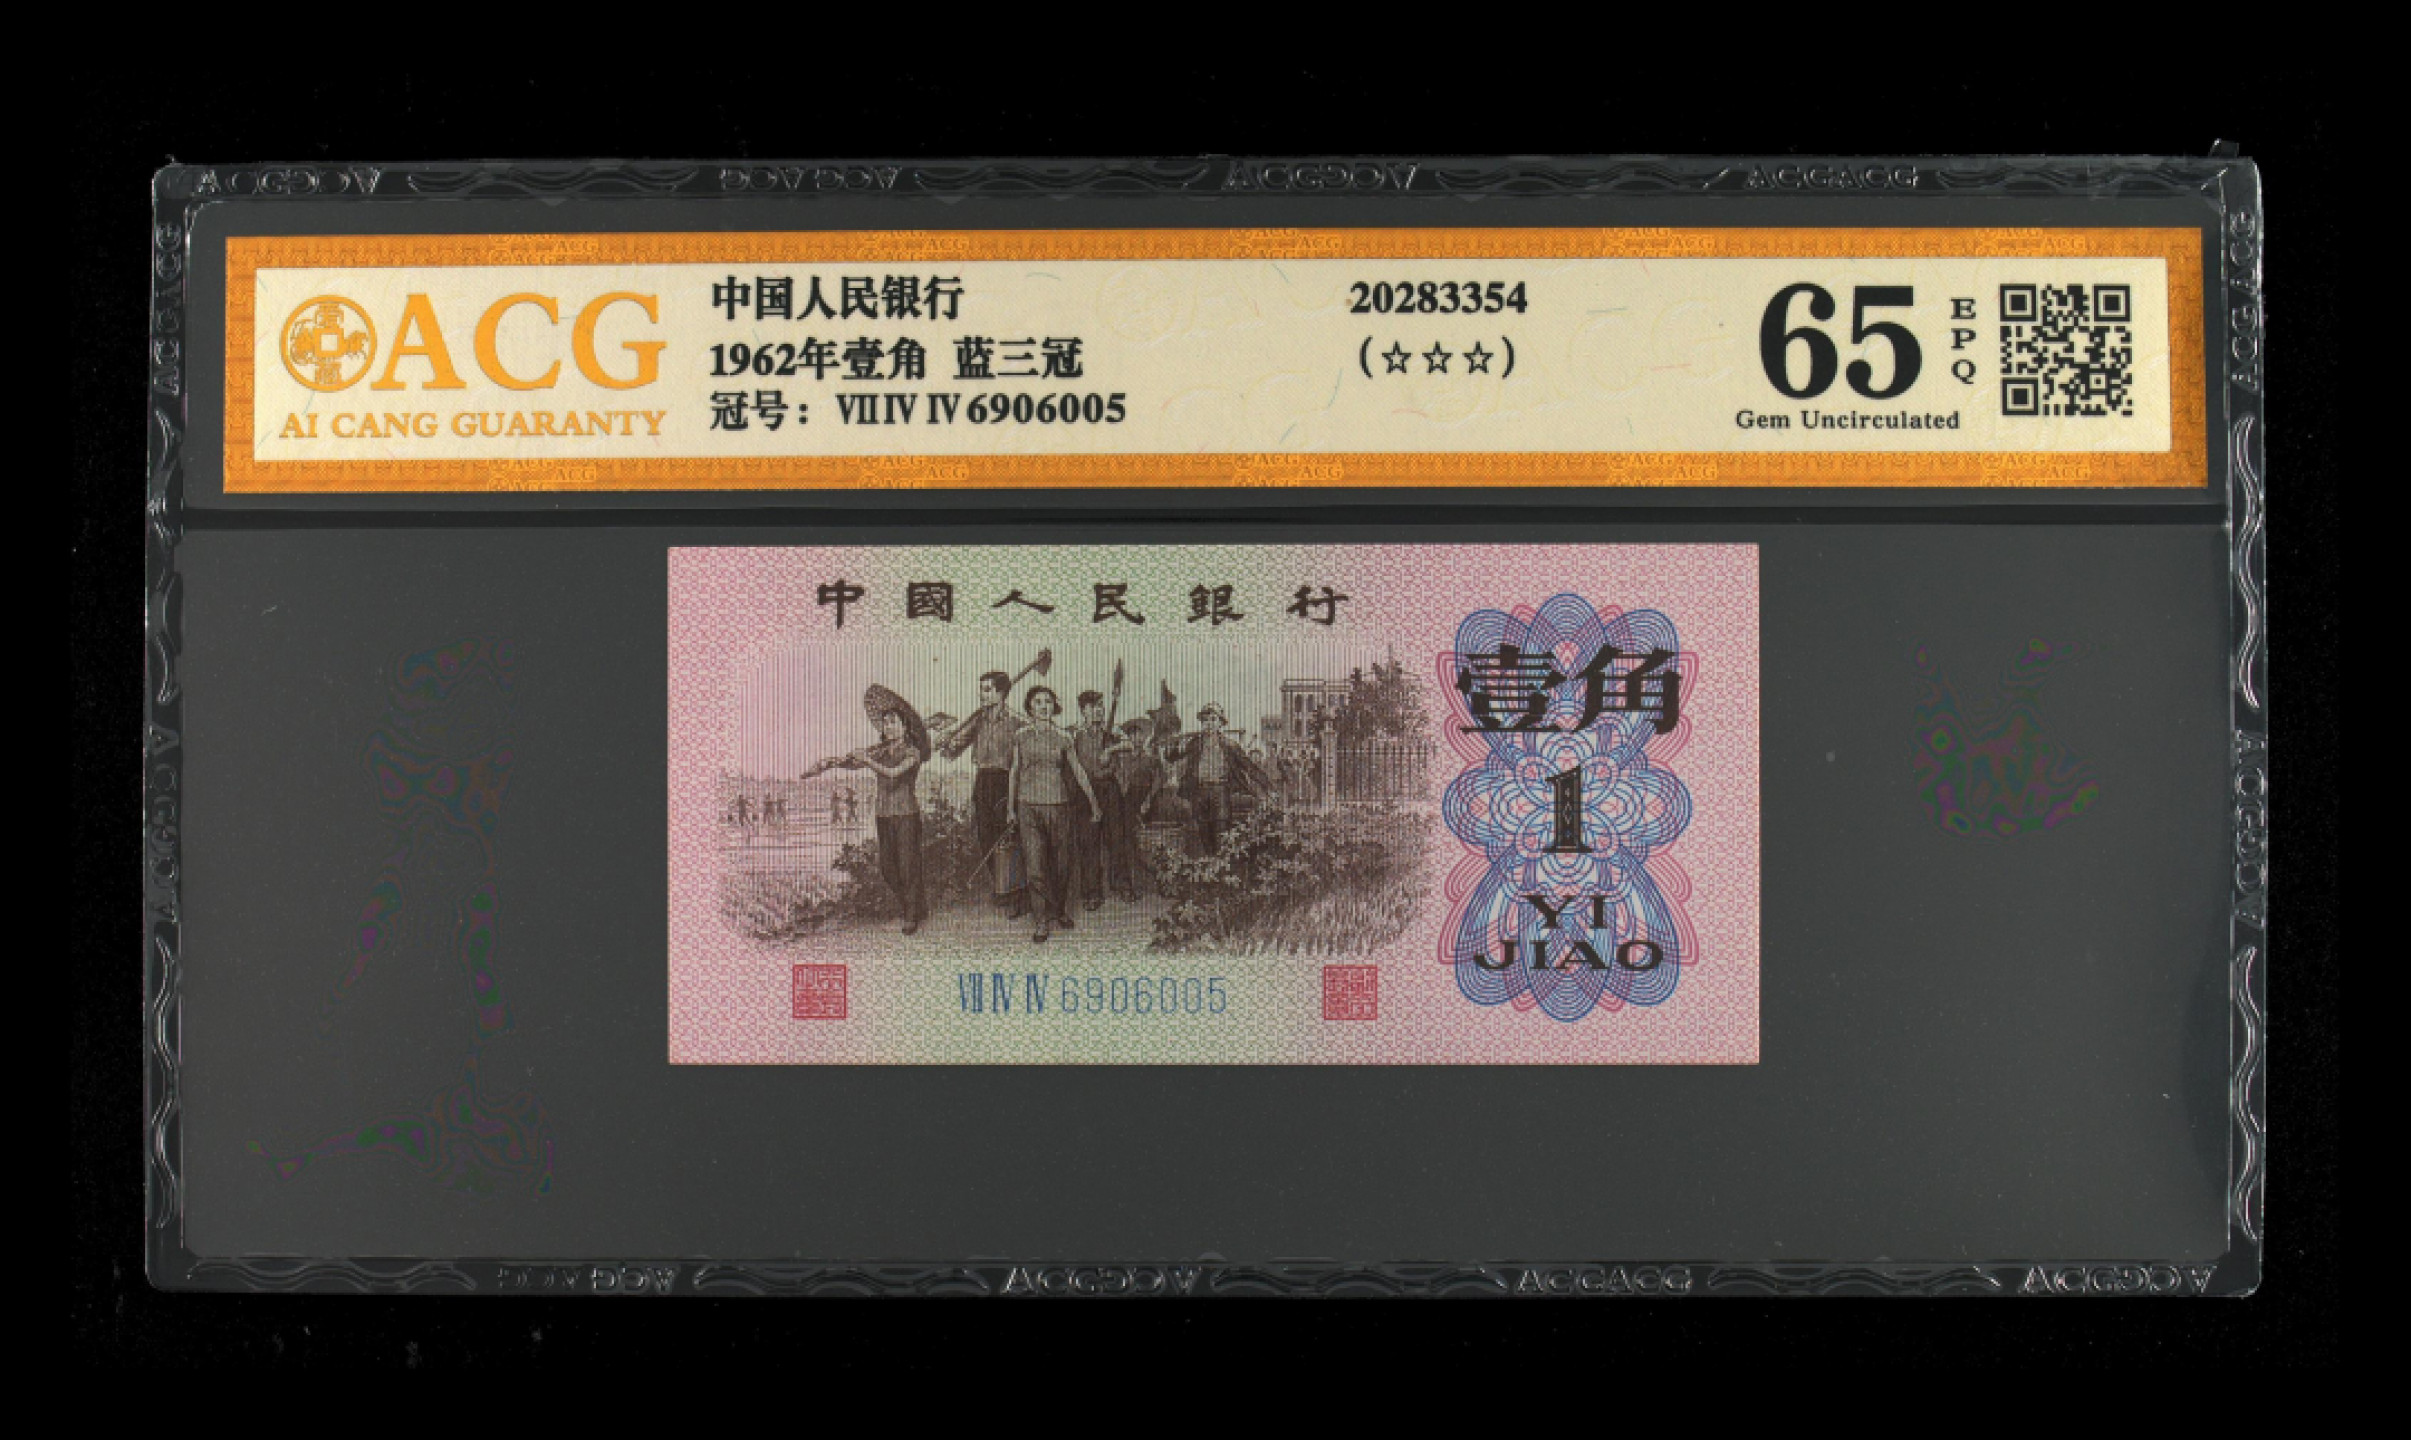 ACG
AI CANG GUARANTY
中国人民银行
1962年壹角 蓝三冠
冠号：ⅦⅣⅣ6906005
20283354
(☆☆☆)
65
EPQ
Gem Uncirculated
中國人民銀行
壹角
1
YI
JIAO
ⅦⅣⅣ6906005